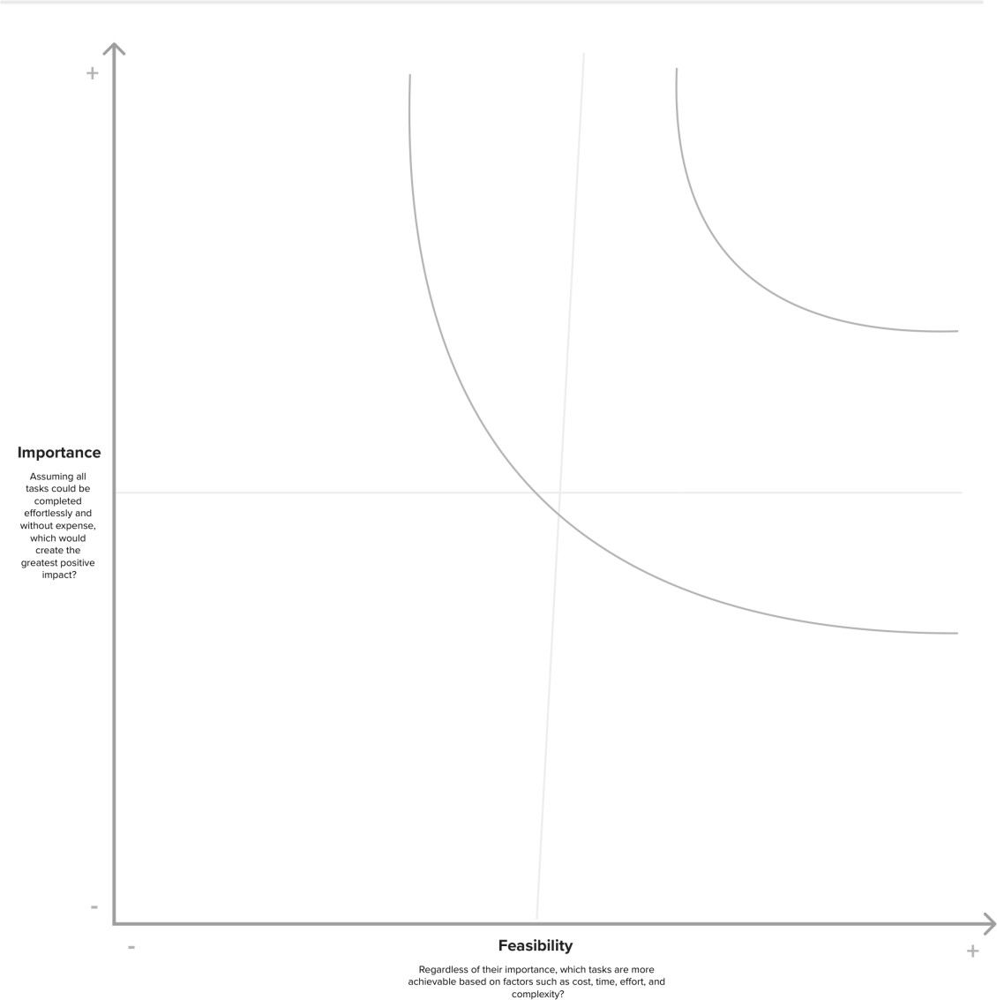 +
Importance
Assuming all
tasks could be
completed
effortlessly and
without expense,
which would
create the
greatest positive
impact?
-
-
Feasibility
+
Regardless of their importance, which tasks are more
achievable based on factors such as cost, time, effort, and
complexity?